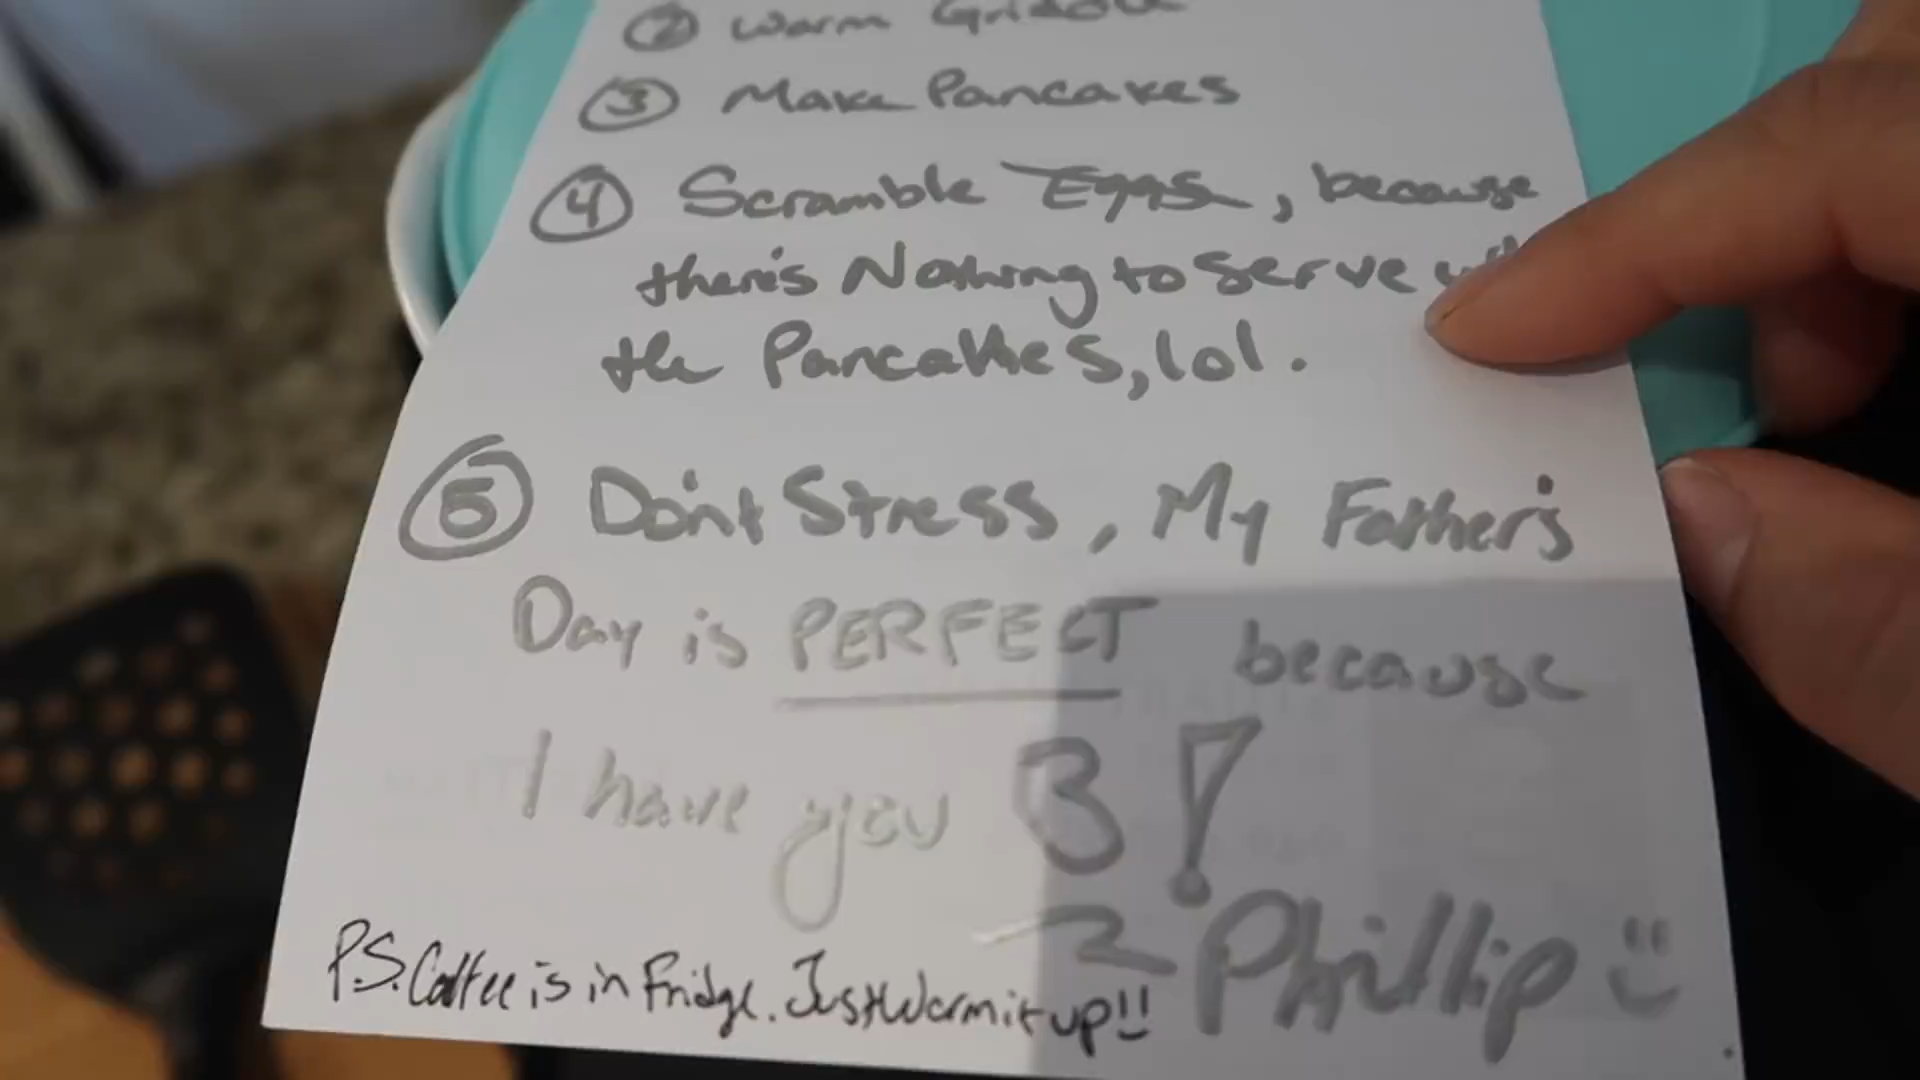 ② Warm Griddle
③ Make Pancakes
④ Scramble Eggs, because
there's Nothing to Serve
the Pancakes, lol.
⑤ Don't Stress, My Father's
Day is PERFECT because
I have you 3!
~Phillip
P.S. Coffee is in Fridge. Just Warm it up!!